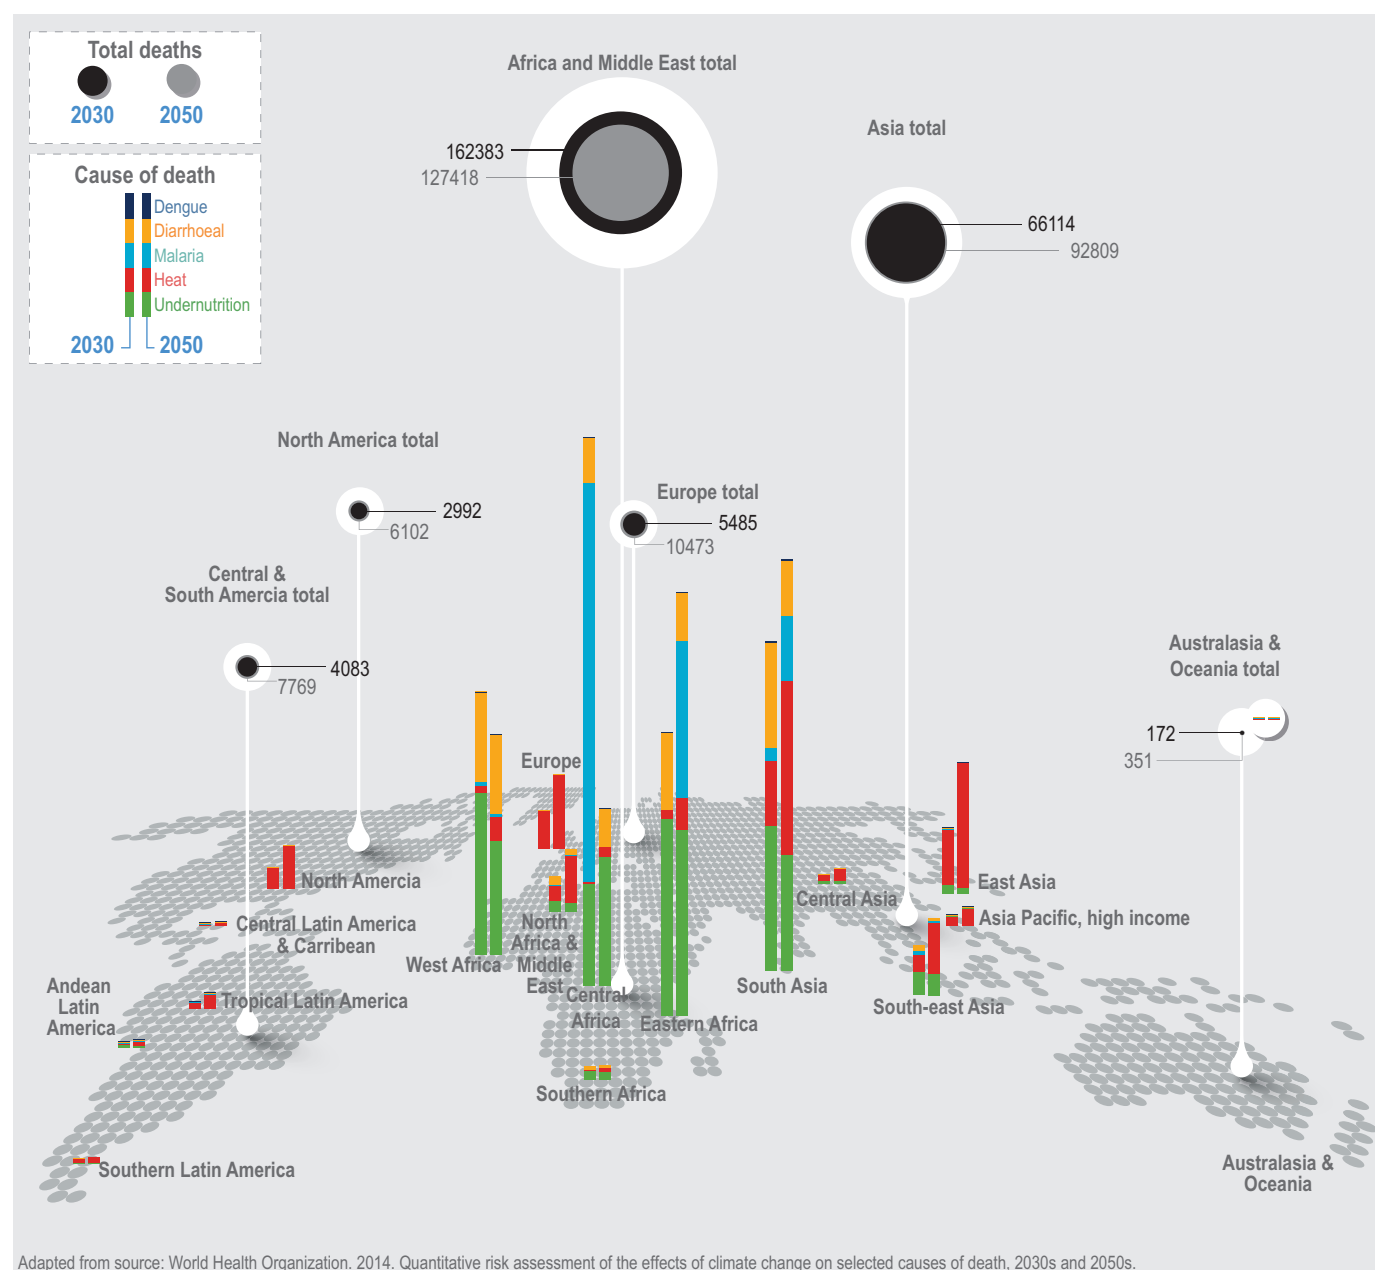 Total deaths
2030
2050
Cause of death
Dengue
Diarrhoeal
Malaria
Heat
Undernutrition
2030
2050
Africa and Middle East total
162383
127418
Asia total
66114
92809
North America total
2992
6102
Europe total
5485
10473
Central &
South Amercia total
4083
7769
Australasia &
Oceania total
172
351
Europe
North Amercia
Central Latin America
& Carribean
West Africa
North
Africa &
Middle
East
Central
Africa
Eastern Africa
South Asia
Central Asia
East Asia
Asia Pacific, high income
South-east Asia
Andean
Latin
America
Tropical Latin America
Southern Africa
Southern Latin America
Australasia &
Oceania
Adapted from source: World Health Organization. 2014. Quantitative risk assessment of the effects of climate change on selected causes of death, 2030s and 2050s.